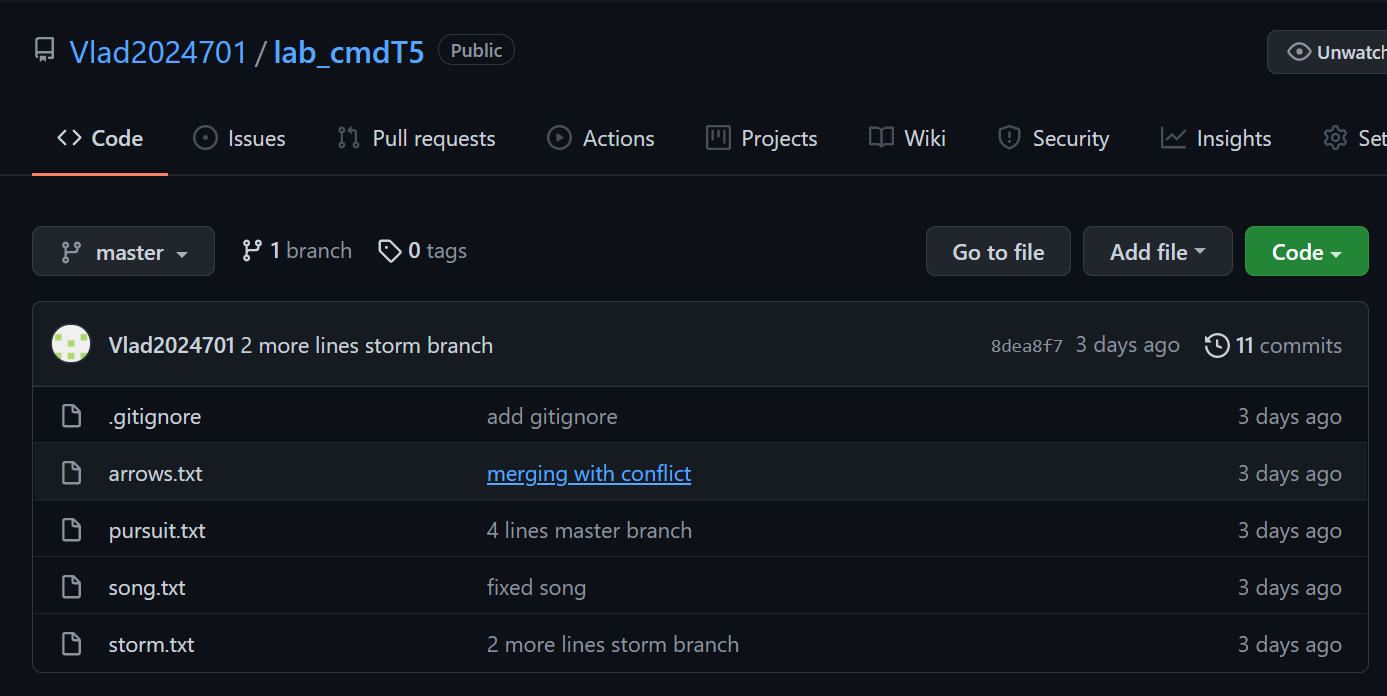 Vlad2024701 / lab_cmdT5 Public
Unwatch
Code Issues Pull requests Actions Projects Wiki Security Insights Set
master 1 branch 0 tags Go to file Add file Code
Vlad2024701 2 more lines storm branch 8dea8f7 3 days ago 11 commits
.gitignore add gitignore 3 days ago
arrows.txt merging with conflict 3 days ago
pursuit.txt 4 lines master branch 3 days ago
song.txt fixed song 3 days ago
storm.txt 2 more lines storm branch 3 days ago